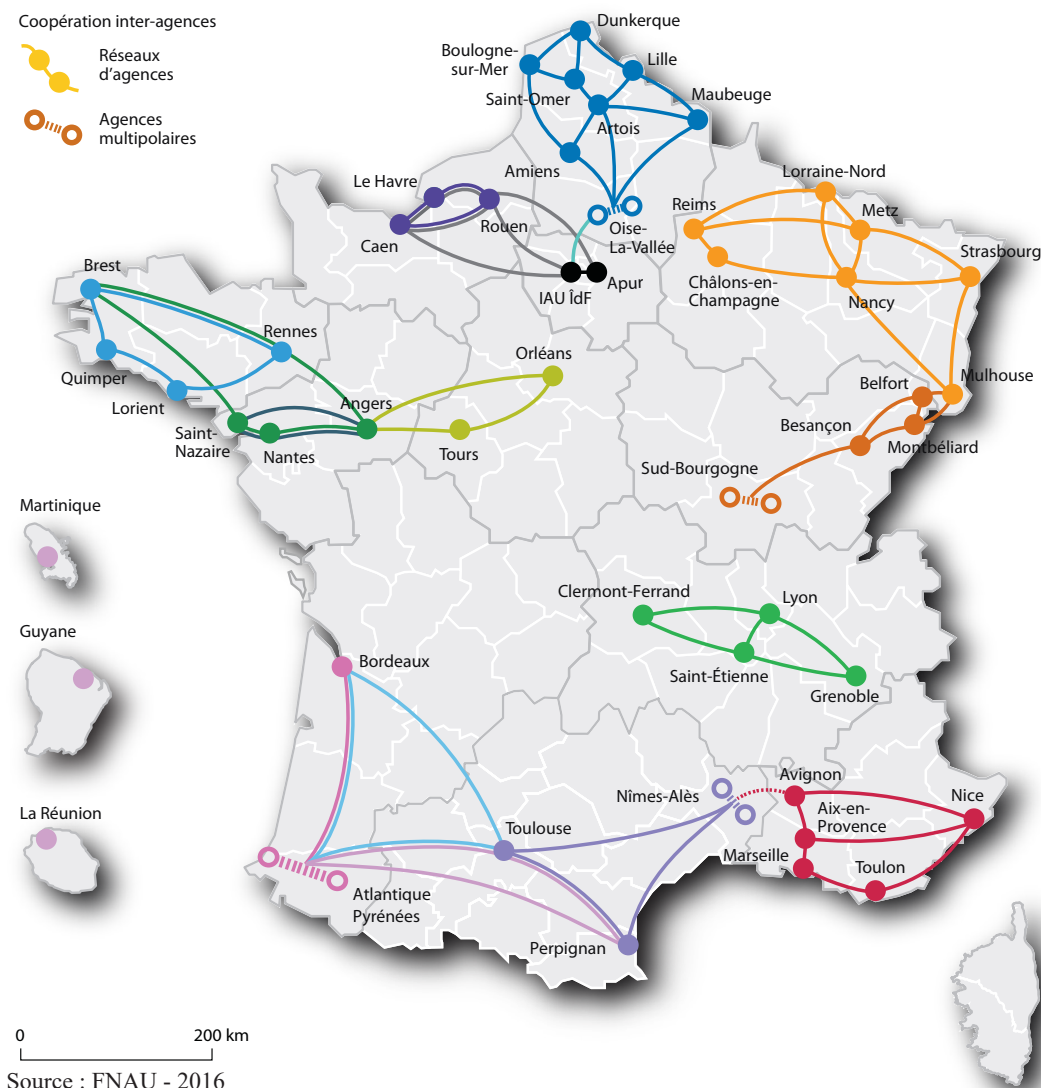 Coopération inter-agences
Réseaux
d'agences
Agences
multipolaires
Dunkerque
Boulogne-
sur-Mer
Lille
Saint-Omer
Maubeuge
Artois
Amiens
Le Havre
Rouen
Caen
Oise-
La-Vallée
IAU ÎdF
Apur
Lorraine-Nord
Reims
Metz
Strasbourg
Châlons-en-
Champagne
Nancy
Mulhouse
Belfort
Besançon
Montbéliard
Sud-Bourgogne
Brest
Rennes
Quimper
Lorient
Saint-
Nazaire
Nantes
Angers
Tours
Orléans
Martinique
Guyane
La Réunion
Clermont-Ferrand
Lyon
Saint-Étienne
Grenoble
Bordeaux
Toulouse
Atlantique
Pyrénées
Perpignan
Nîmes-Alès
Avignon
Aix-en-
Provence
Nice
Marseille
Toulon
0 200 km
Source : FNAU - 2016